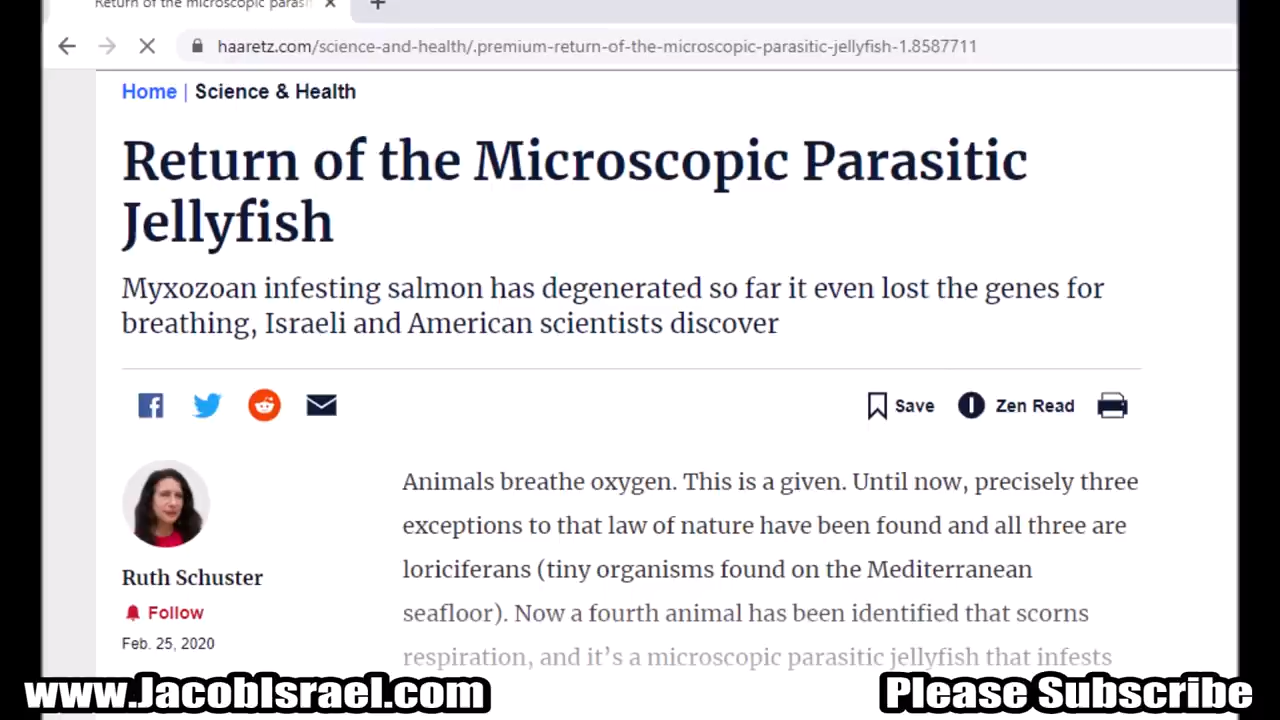 Return of the microscopic parasi
haaretz.com/science-and-health/.premium-return-of-the-microscopic-parasitic-jellyfish-1.8587711
Home | Science & Health
Return of the Microscopic Parasitic
Jellyfish
Myxozoan infesting salmon has degenerated so far it even lost the genes for
breathing, Israeli and American scientists discover
Save
Zen Read
Animals breathe oxygen. This is a given. Until now, precisely three
exceptions to that law of nature have been found and all three are
loriciferans (tiny organisms found on the Mediterranean
seafloor). Now a fourth animal has been identified that scorns
respiration, and it’s a microscopic parasitic jellyfish that infests
Ruth Schuster
Follow
Feb. 25, 2020
www.JacobIsrael.com
Please Subscribe